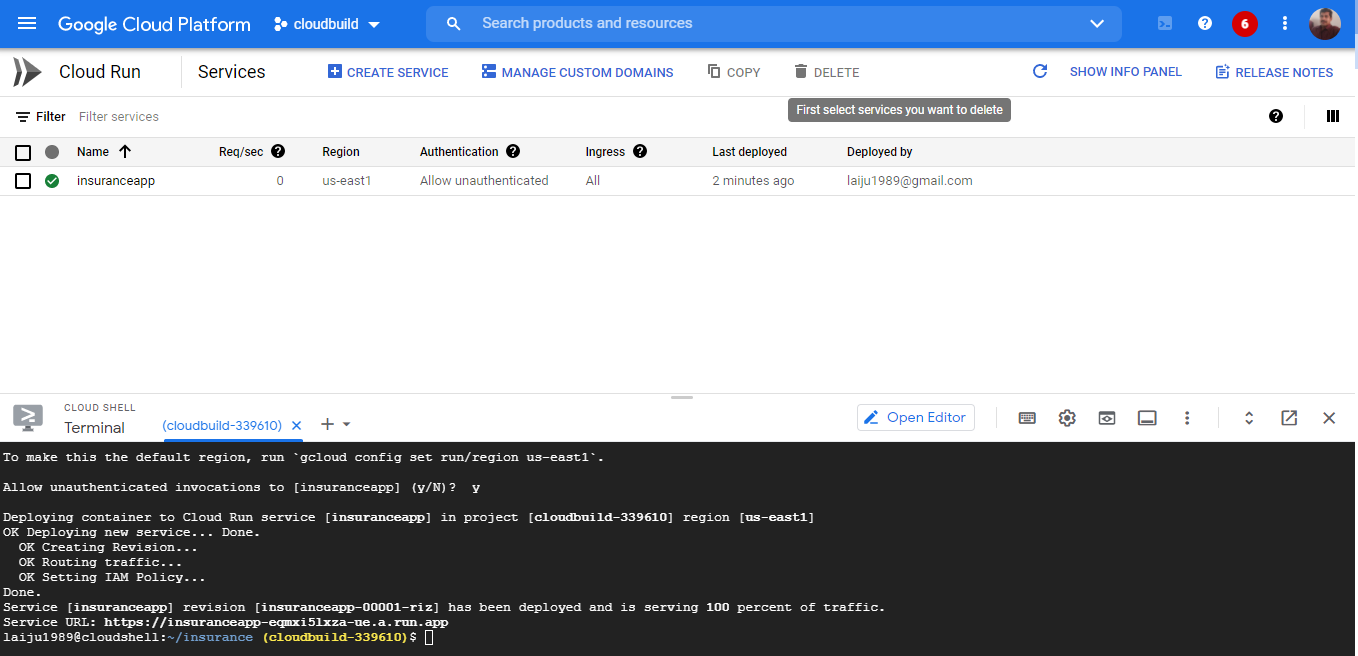 Google Cloud Platform cloudbuild Search products and resources 6
Cloud Run Services CREATE SERVICE MANAGE CUSTOM DOMAINS COPY DELETE SHOW INFO PANEL RELEASE NOTES
First select services you want to delete
Filter Filter services
Name Req/sec Region Authentication Ingress Last deployed Deployed by
insuranceapp 0 us-east1 Allow unauthenticated All 2 minutes ago laiju1989@gmail.com
CLOUD SHELL
Terminal (cloudbuild-339610) Open Editor
To make this the default region, run `gcloud config set run/region us-east1`.
Allow unauthenticated invocations to [insuranceapp] (y/N)?  y
Deploying container to Cloud Run service [insuranceapp] in project [cloudbuild-339610] region [us-east1]
OK Deploying new service... Done.
  OK Creating Revision...
  OK Routing traffic...
  OK Setting IAM Policy...
Done.
Service [insuranceapp] revision [insuranceapp-00001-riz] has been deployed and is serving 100 percent of traffic.
Service URL: https://insuranceapp-eqmxi5lxza-ue.a.run.app
laiju1989@cloudshell:~/insurance (cloudbuild-339610)$